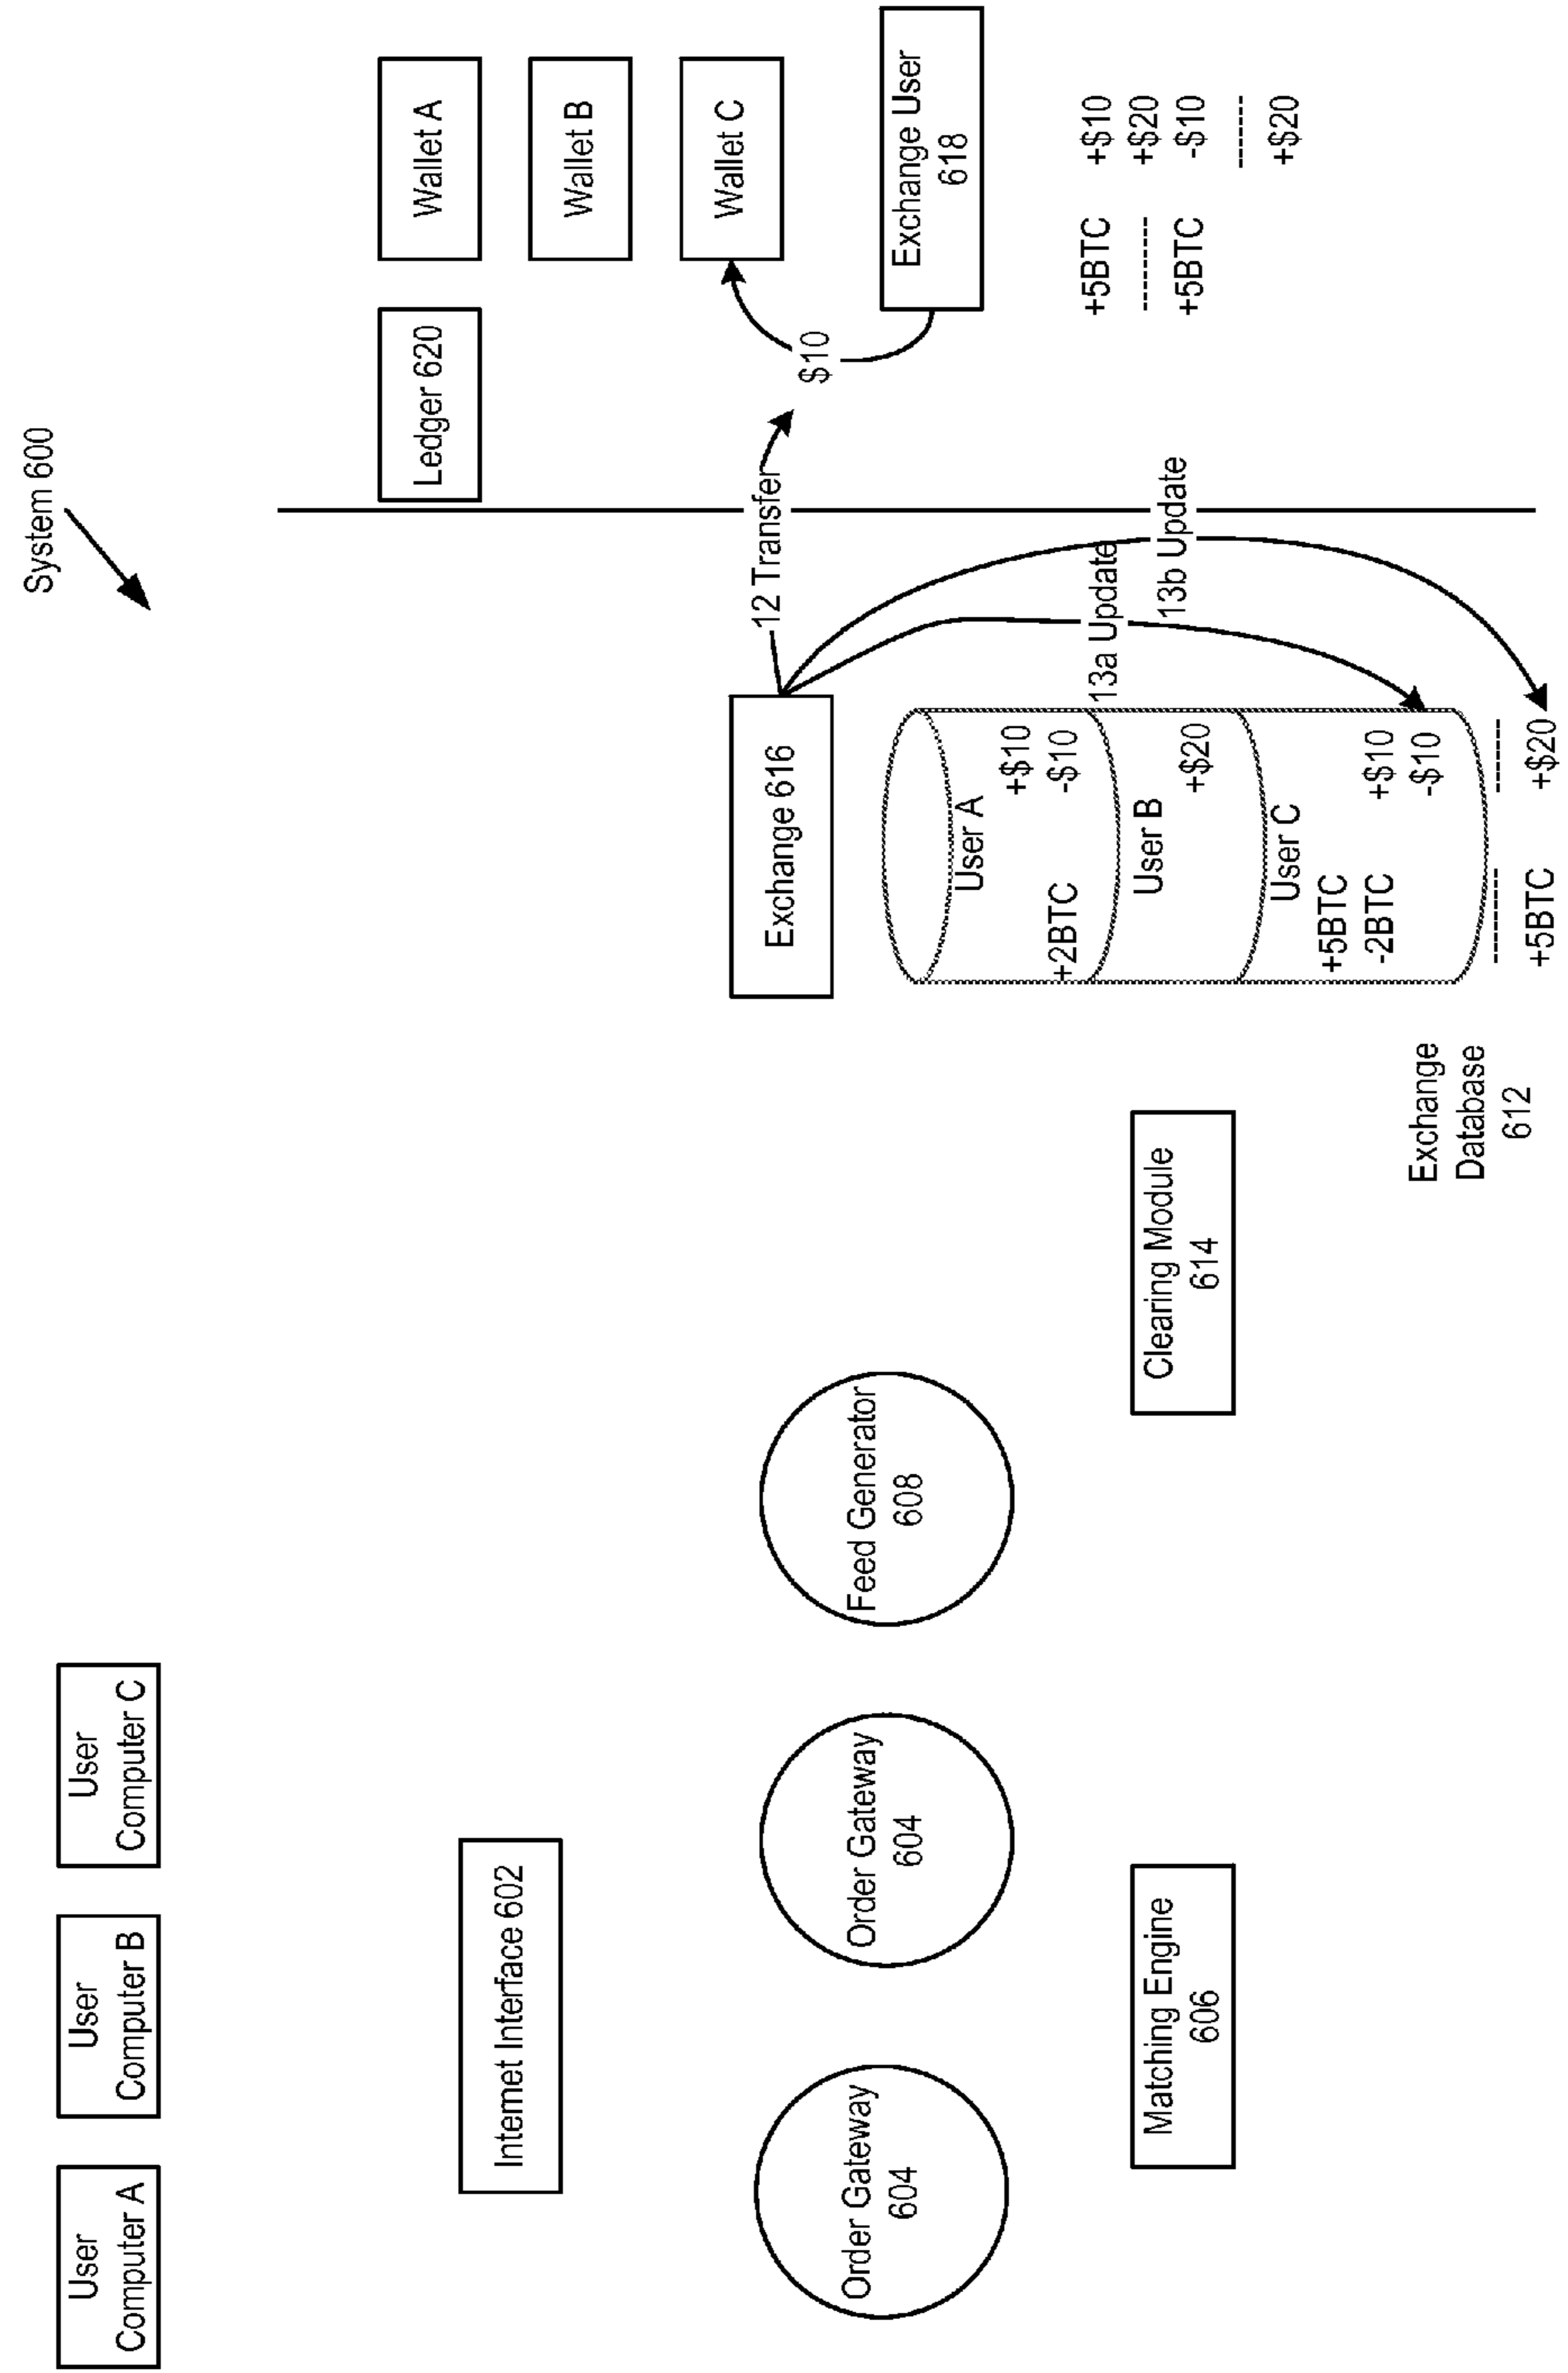 System 600
User
Computer A
User
Computer B
User
Computer C
Internet Interface 602
Order Gateway
604
Order Gateway
604
Feed Generator
608
Matching Engine
606
Clearing Module
614
Exchange 616
12 Transfer
$10
13a Update
13b Update
User A
+$10
+2BTC -$10
User B
+$20
User C
+5BTC
-2BTC +$10
-$10
-------- --------
+5BTC +$20
Exchange
Database
612
Ledger 620
Wallet A
Wallet B
Wallet C
Exchange User
618
+5BTC +$10
-------- +$20
+5BTC -$10
--------
+$20